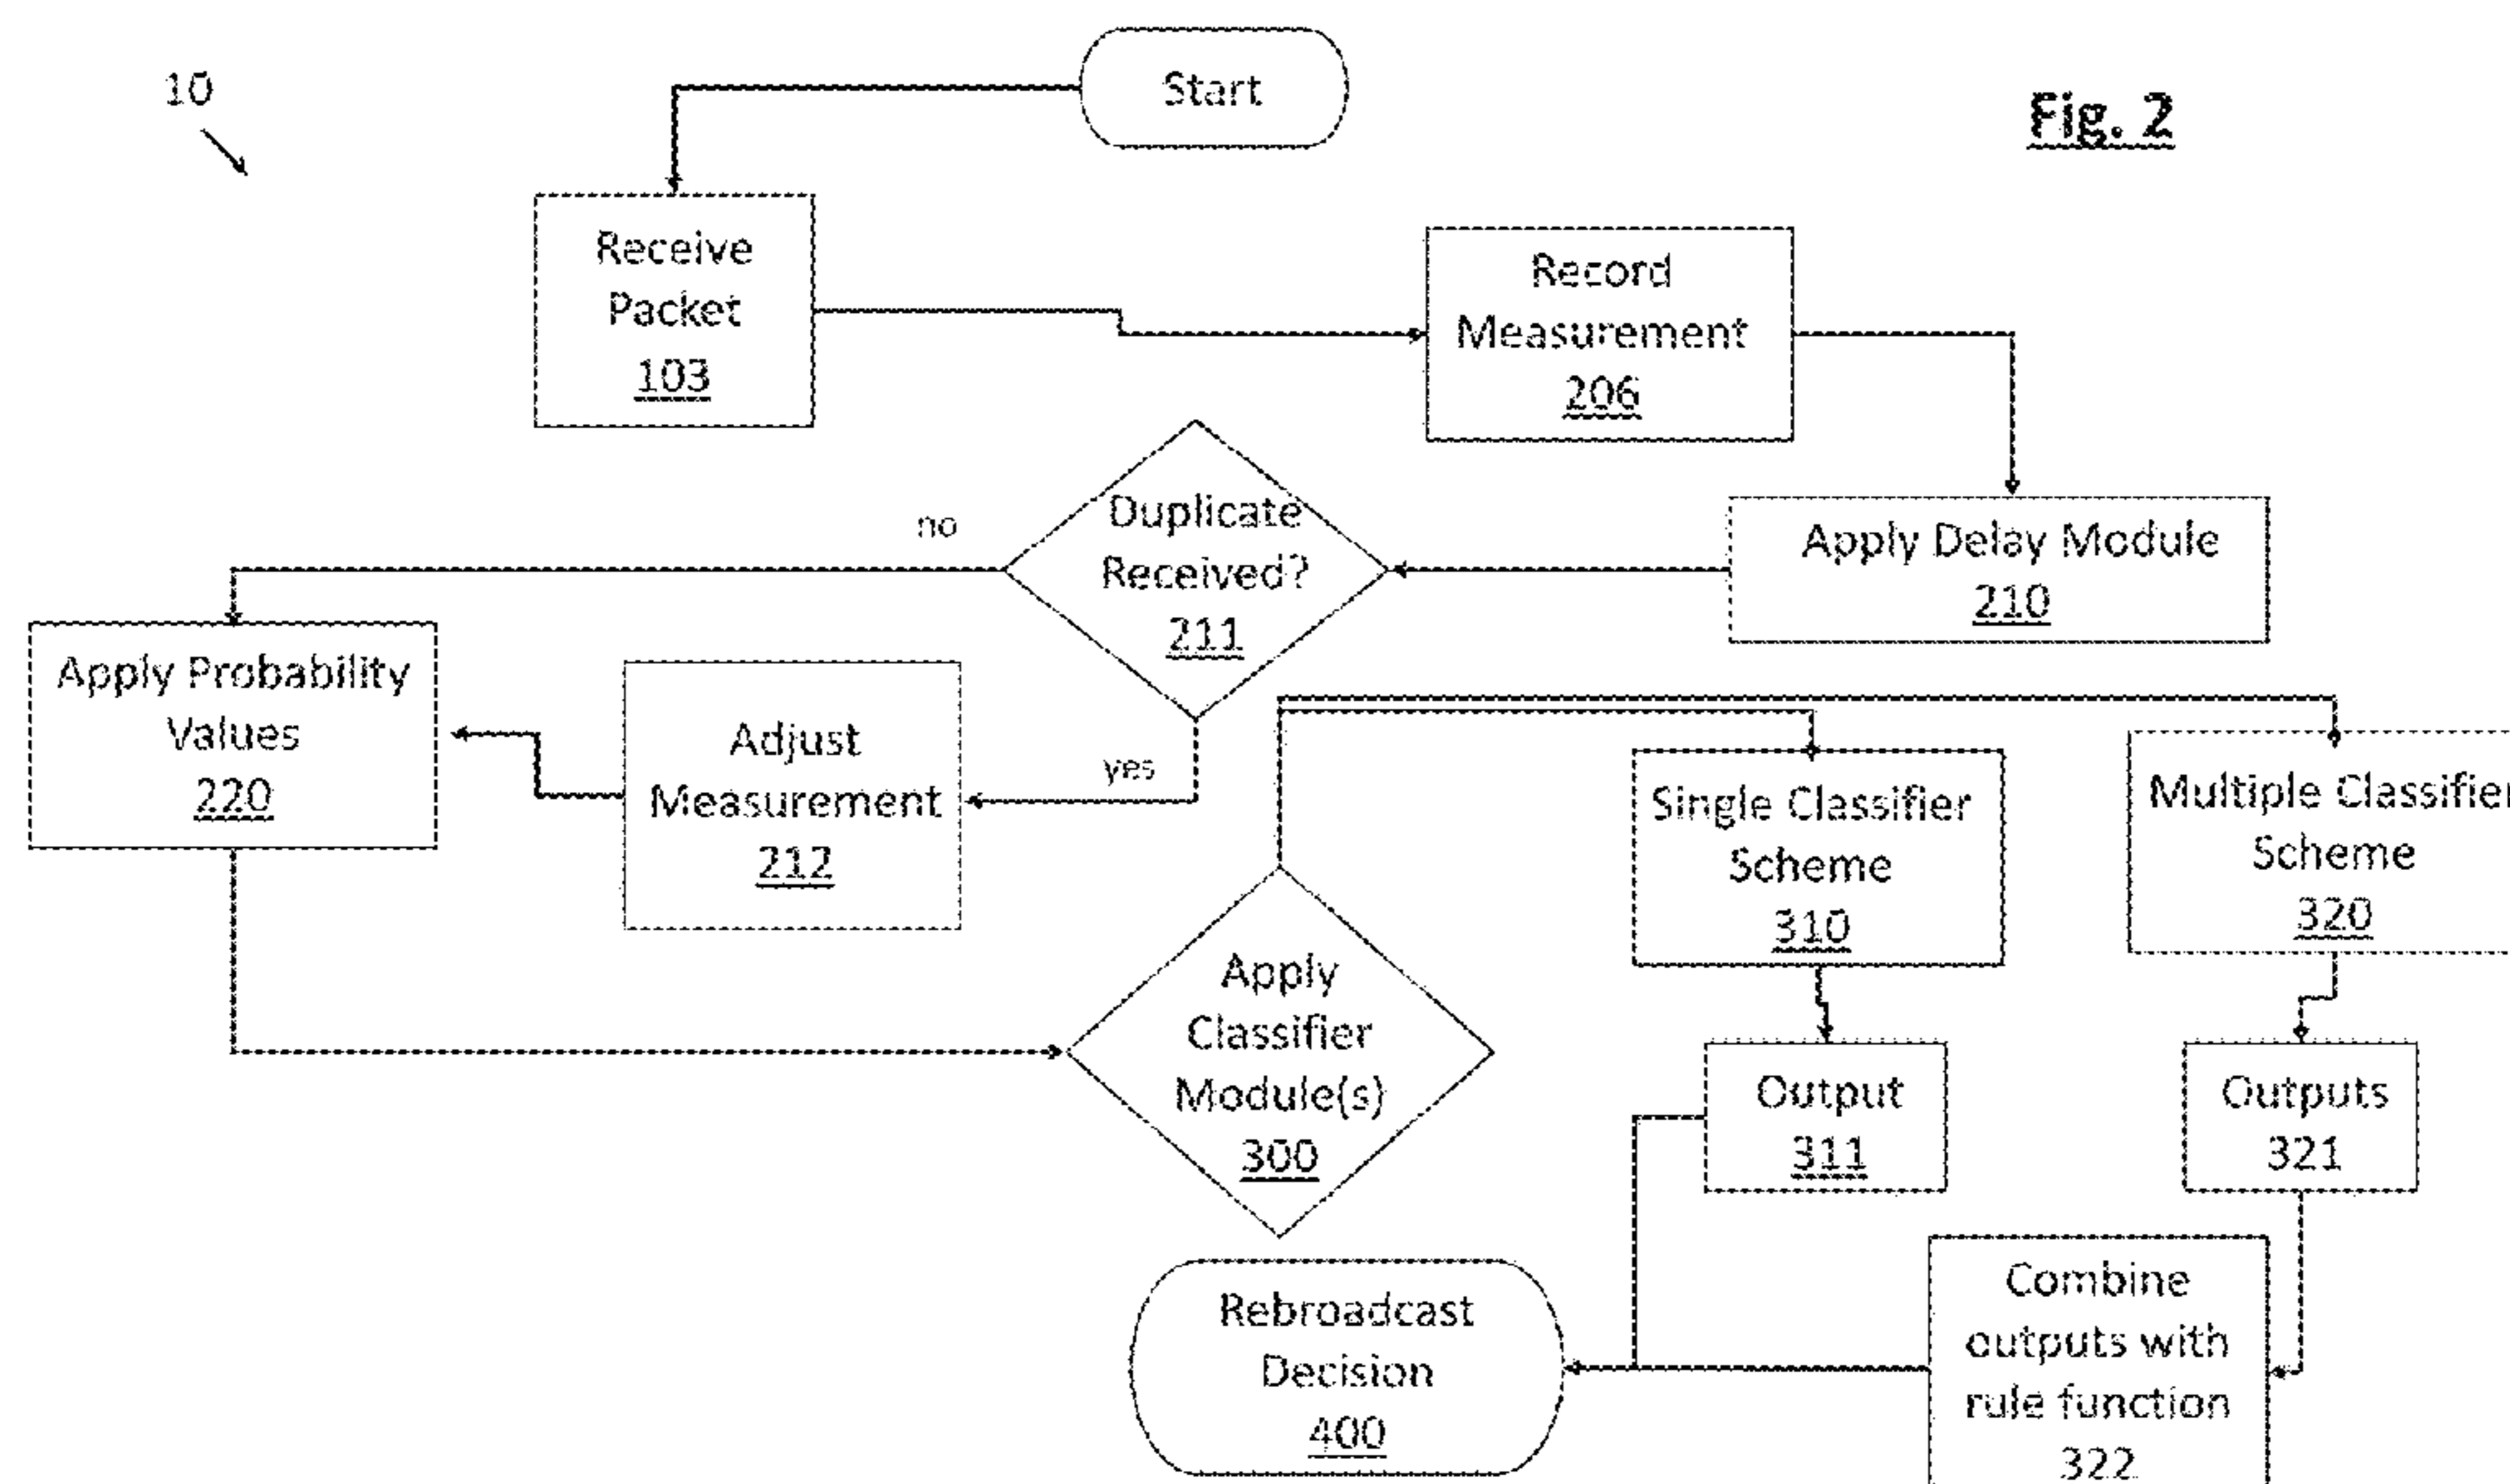 10
Start
Fig. 2
Receive
Packet
103
Record
Measurement
206
Duplicate
Received?
211
no
Apply Delay Module
210
Apply Probability
Values
220
Adjust
Measurement
212
yes
Single Classifier
Scheme
310
Multiple Classifier
Scheme
320
Apply
Classifier
Module(s)
300
Output
311
Outputs
321
Rebroadcast
Decision
400
Combine
outputs with
rule function
322